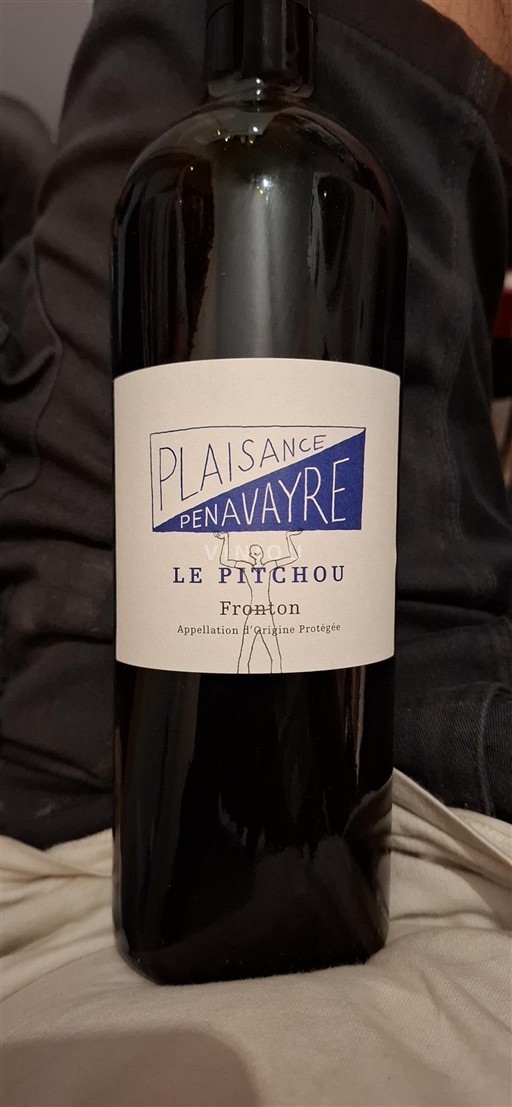 PLAISANCE
PENAVAYRE
LE PITCHOU
Fronton
Appellation d'Origine Protégée